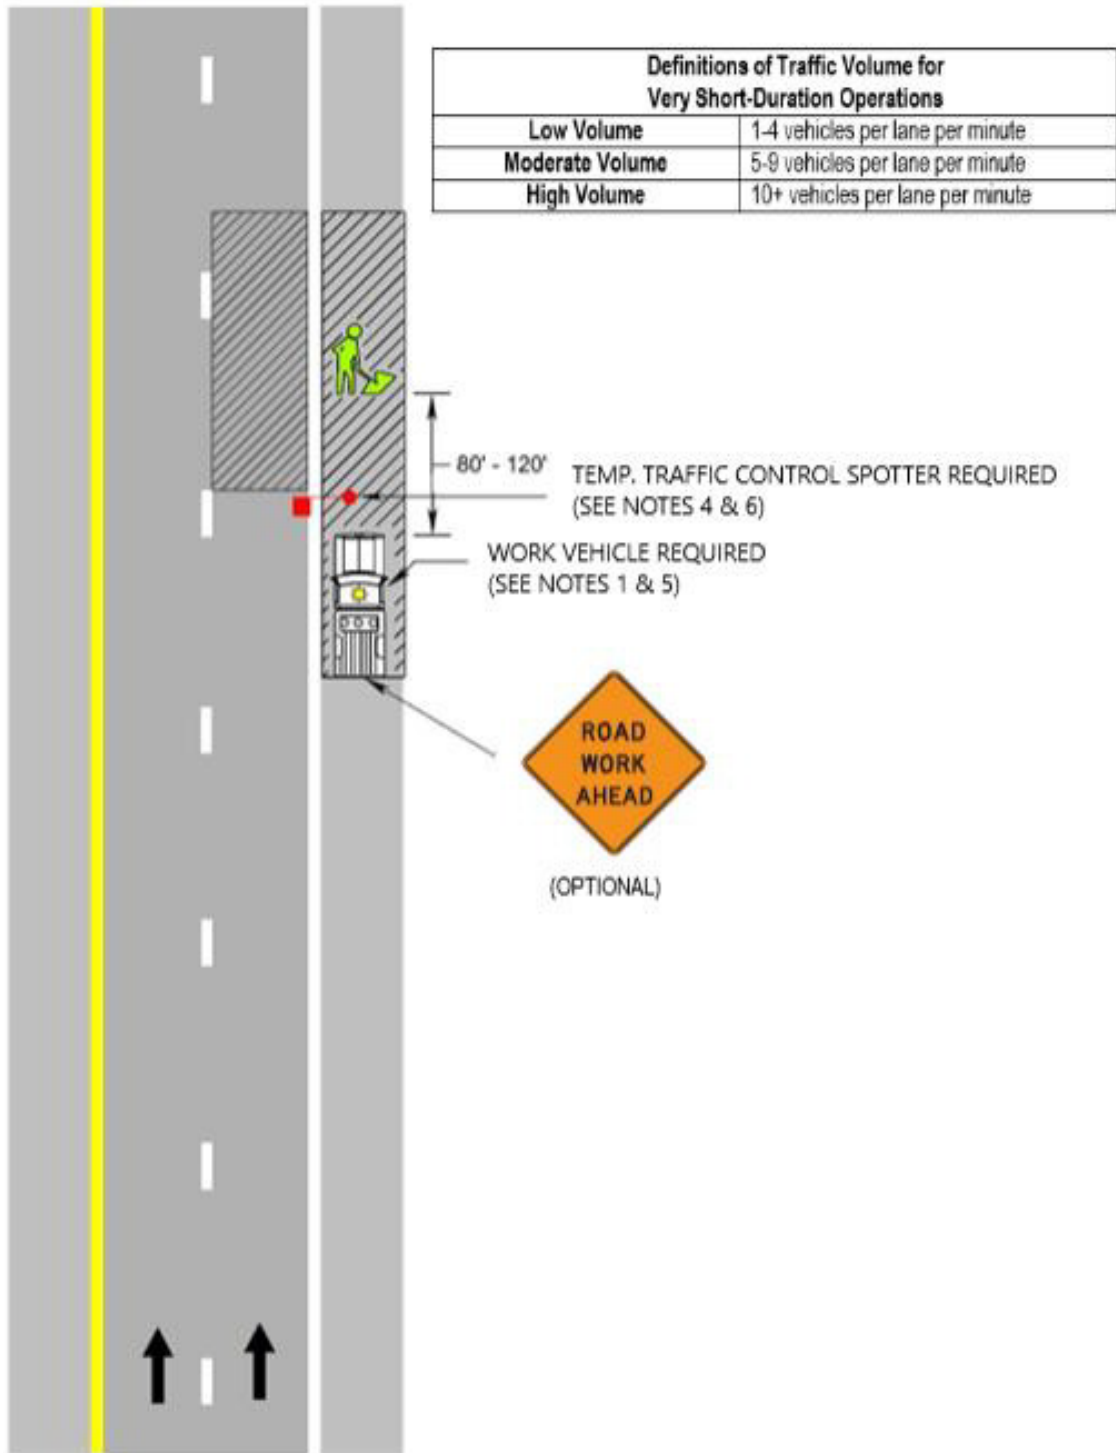 Definitions of Traffic Volume for
Very Short-Duration Operations
Low Volume 1-4 vehicles per lane per minute
Moderate Volume 5-9 vehicles per lane per minute
High Volume 10+ vehicles per lane per minute
80' - 120'
TEMP. TRAFFIC CONTROL SPOTTER REQUIRED
(SEE NOTES 4 & 6)
WORK VEHICLE REQUIRED
(SEE NOTES 1 & 5)
ROAD
WORK
AHEAD
(OPTIONAL)